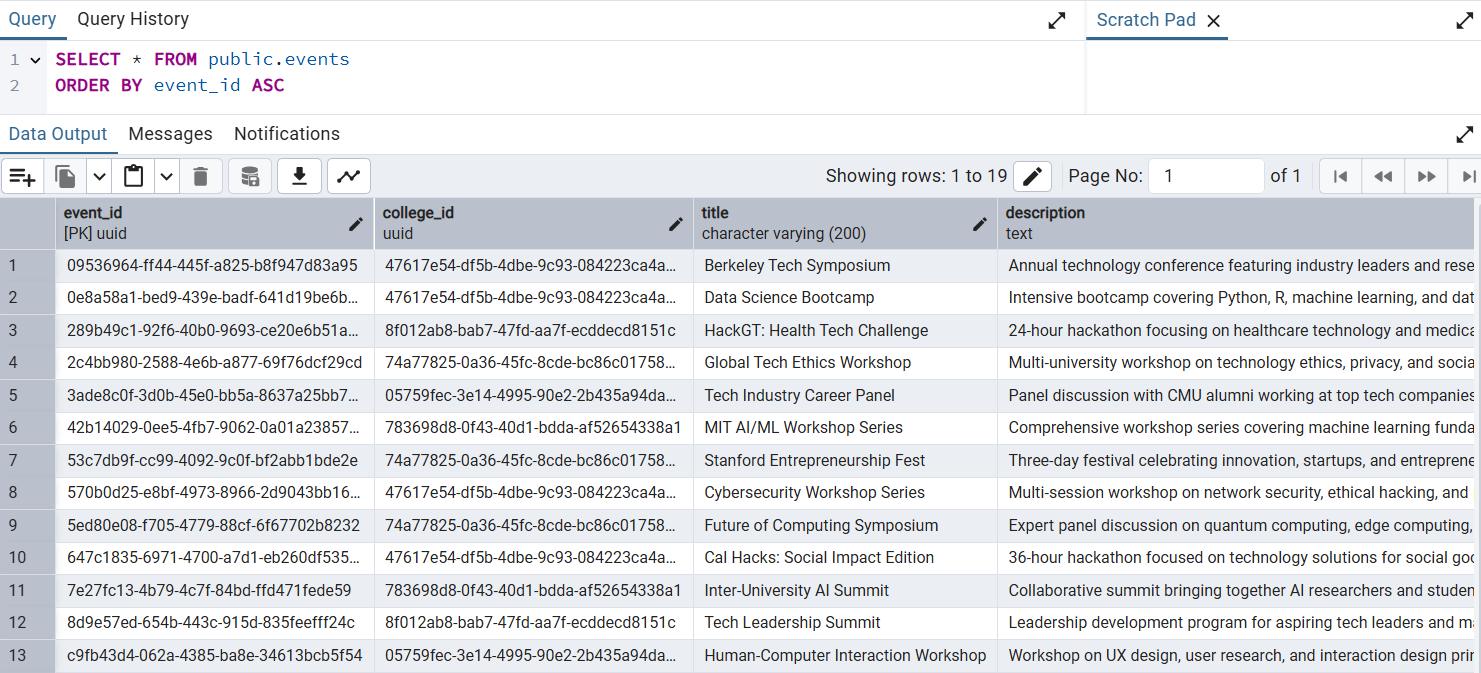 Query Query History Scratch Pad
1 SELECT * FROM public.events
2 ORDER BY event_id ASC
Data Output Messages Notifications
Showing rows: 1 to 19 Page No: 1 of 1
event_id college_id title description
[PK] uuid uuid character varying (200) text
1 09536964-ff44-445f-a825-b8f947d83a95 47617e54-df5b-4dbe-9c93-084223ca4a... Berkeley Tech Symposium Annual technology conference featuring industry leaders and rese
2 0e8a58a1-bed9-439e-badf-641d19be6b... 47617e54-df5b-4dbe-9c93-084223ca4a... Data Science Bootcamp Intensive bootcamp covering Python, R, machine learning, and dat
3 289b49c1-92f6-40b0-9693-ce20e6b51a... 8f012ab8-bab7-47fd-aa7f-ecddecd8151c HackGT: Health Tech Challenge 24-hour hackathon focusing on healthcare technology and medica
4 2c4bb980-2588-4e6b-a877-69f76dcf29cd 74a77825-0a36-45fc-8cde-bc86c01758... Global Tech Ethics Workshop Multi-university workshop on technology ethics, privacy, and socia
5 3ade8c0f-3d0b-45e0-bb5a-8637a25bb7... 05759fec-3e14-4995-90e2-2b435a94da... Tech Industry Career Panel Panel discussion with CMU alumni working at top tech companies
6 42b14029-0ee5-4fb7-9062-0a01a23857... 783698d8-0f43-40d1-bdda-af52654338a1 MIT AI/ML Workshop Series Comprehensive workshop series covering machine learning funda
7 53c7db9f-cc99-4092-9c0f-bf2abb1bde2e 74a77825-0a36-45fc-8cde-bc86c01758... Stanford Entrepreneurship Fest Three-day festival celebrating innovation, startups, and entreprene
8 570b0d25-e8bf-4973-8966-2d9043bb16... 47617e54-df5b-4dbe-9c93-084223ca4a... Cybersecurity Workshop Series Multi-session workshop on network security, ethical hacking, and
9 5ed80e08-f705-4779-88cf-6f67702b8232 74a77825-0a36-45fc-8cde-bc86c01758... Future of Computing Symposium Expert panel discussion on quantum computing, edge computing,
10 647c1835-6971-4700-a7d1-eb260df535... 47617e54-df5b-4dbe-9c93-084223ca4a... Cal Hacks: Social Impact Edition 36-hour hackathon focused on technology solutions for social goo
11 7e27fc13-4b79-4c7f-84bd-ffd471fede59 783698d8-0f43-40d1-bdda-af52654338a1 Inter-University AI Summit Collaborative summit bringing together AI researchers and studen
12 8d9e57ed-654b-443c-915d-835feefff24c 8f012ab8-bab7-47fd-aa7f-ecddecd8151c Tech Leadership Summit Leadership development program for aspiring tech leaders and ma
13 c9fb43d4-062a-4385-ba8e-34613bcb5f54 05759fec-3e14-4995-90e2-2b435a94da... Human-Computer Interaction Workshop Workshop on UX design, user research, and interaction design prin